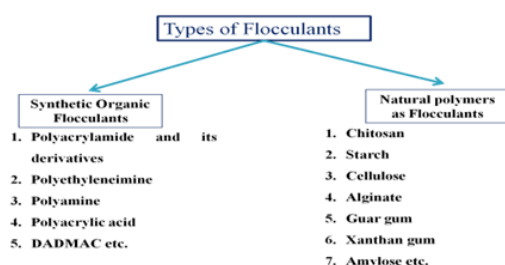 Types of Flocculants
Synthetic Organic
Flocculants
1. Polyacrylamide and its
derivatives
2. Polyethyleneimine
3. Polyamine
4. Polyacrylic acid
5. DADMAC etc.
Natural polymers
as Flocculants
1. Chitosan
2. Starch
3. Cellulose
4. Alginate
5. Guar gum
6. Xanthan gum
7. Amylose etc.